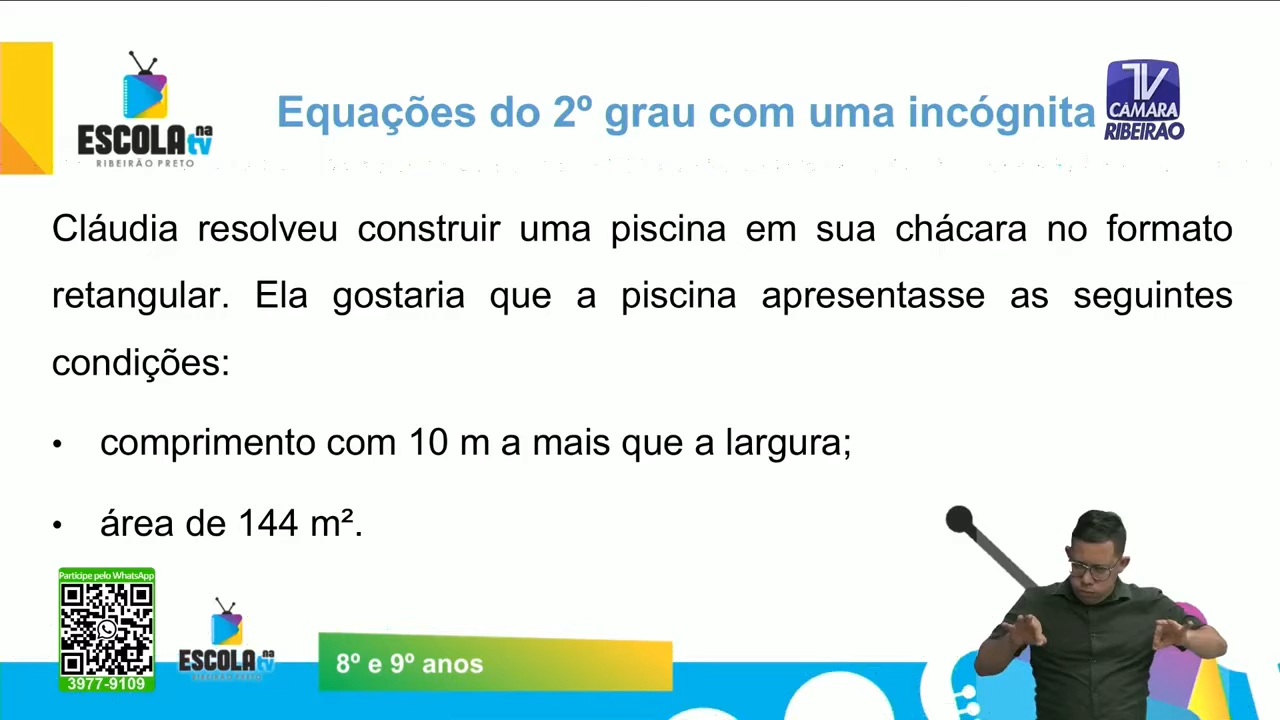 ESCOLA na tv
RIBEIRÃO PRETO
Equações do 2º grau com uma incógnita
TV
CÂMARA
RIBEIRÃO
Cláudia resolveu construir uma piscina em sua chácara no formato
retangular. Ela gostaria que a piscina apresentasse as seguintes
condições:
• comprimento com 10 m a mais que a largura;
• área de 144 m².
Participe pelo WhatsApp
3977-9109
ESCOLA na tv
RIBEIRÃO PRETO
8º e 9º anos